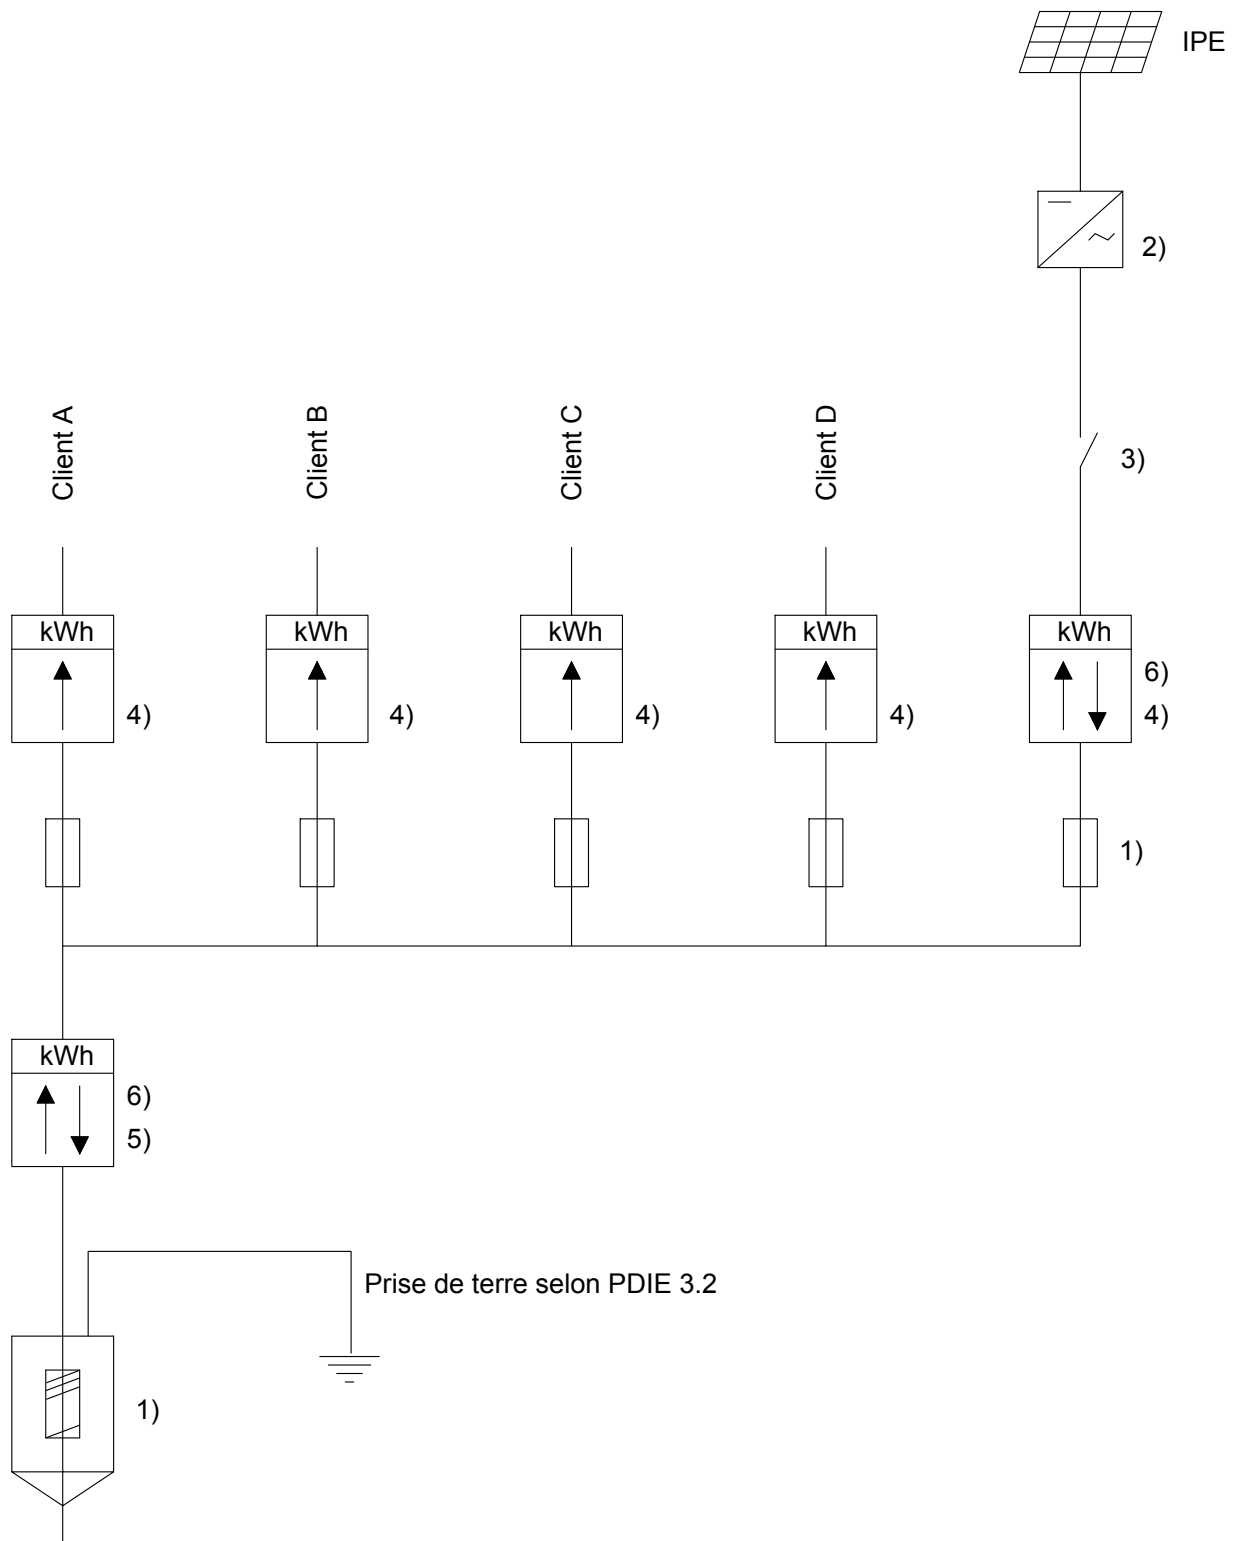 IPE
2)
Client A
Client B
Client C
Client D
3)
kWh
kWh
kWh
kWh
kWh
6)
4)
4)
4)
4)
4)
1)
kWh
6)
5)
Prise de terre selon PDIE 3.2
1)